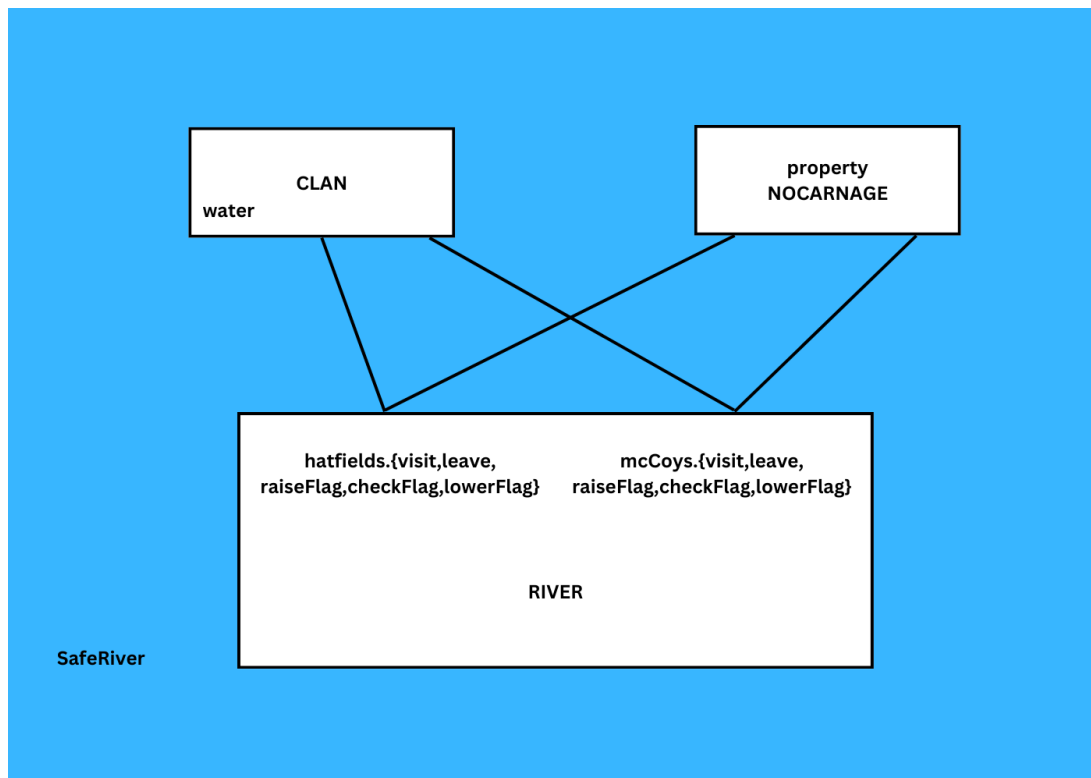 CLAN
water
property
NOCARNAGE
hatfields.{visit,leave,
raiseFlag,checkFlag,lowerFlag}
mcCoys.{visit,leave,
raiseFlag,checkFlag,lowerFlag}
RIVER
SafeRiver